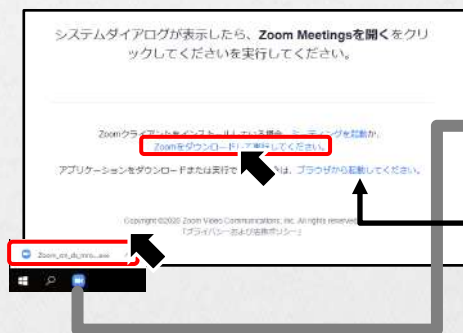 システムダイアログが表示したら、Zoom Meetingsを開くをクリ
ックしてくださいを実行してください。
Zoomクライアントをインストールしている場合、ミーティングを起動か、
Zoomをダウンロードして実行してください。
アプリケーションをダウンロードまたは実行で は、ブラウザから起動してください。
Copyright ©2020 Zoom Video Communications, Inc. All rights reserved.
「プライバシーおよび法務ポリシー」